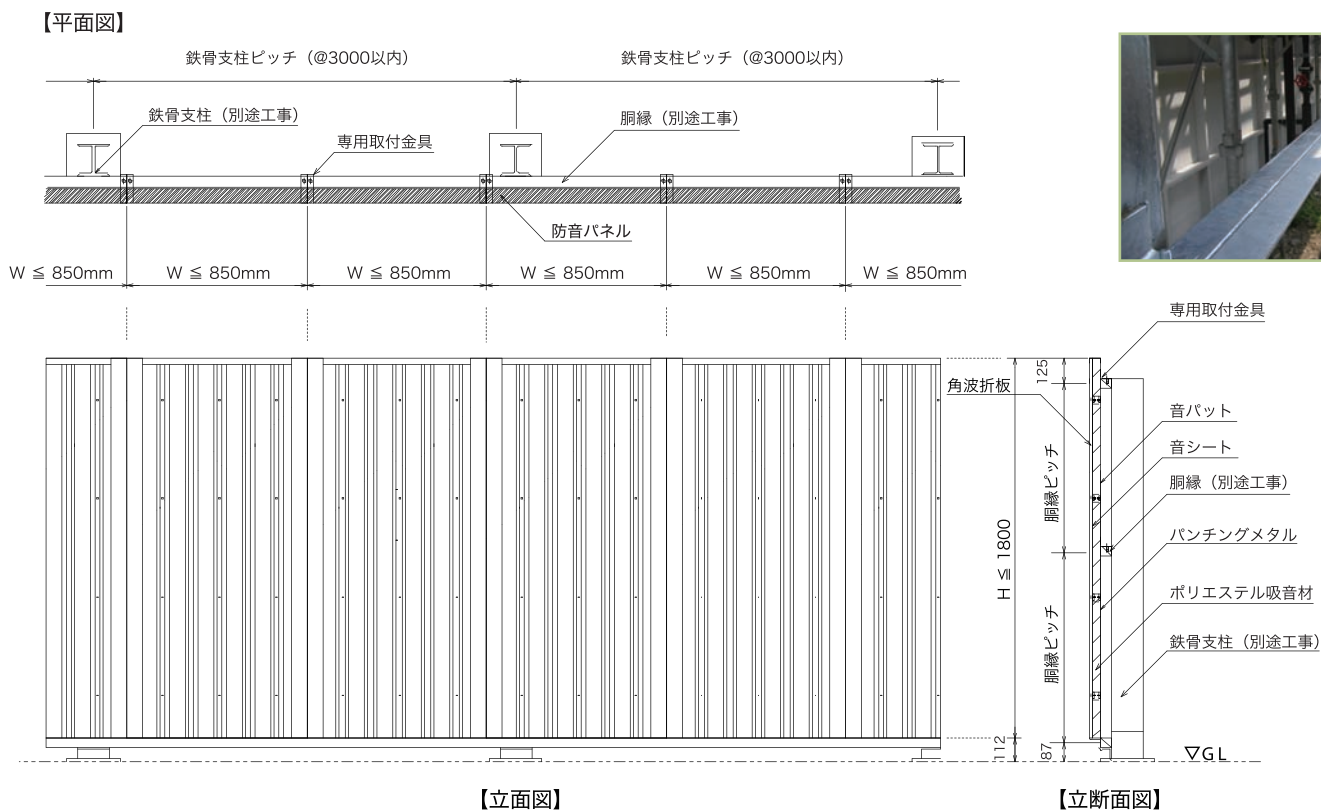 【平面図】
鉄骨支柱ピッチ（@3000以内）
鉄骨支柱ピッチ（@3000以内）
鉄骨支柱（別途工事）
胴縁（別途工事）
専用取付金具
防音パネル
W ≦ 850mm
W ≦ 850mm
W ≦ 850mm
W ≦ 850mm
W ≦ 850mm
W ≦ 850mm
専用取付金具
125
角波折板
音パット
音シート
胴縁ピッチ
胴縁（別途工事）
H ≦ 1800
パンチングメタル
ポリエステル吸音材
胴縁ピッチ
鉄骨支柱（別途工事）
112
87
▽GL
【立面図】
【立断面図】